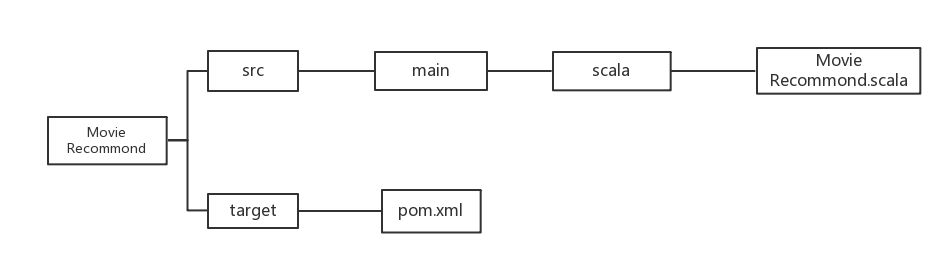 src
main
scala
Movie
Recommond.scala
Movie
Recommond
target
pom.xml